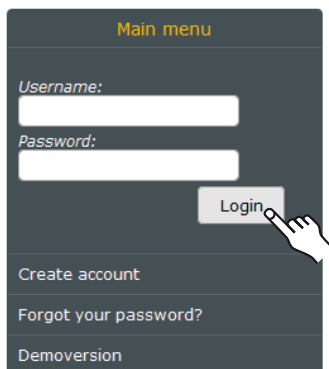 Main menu
Username:
Password:
Login
Create account
Forgot your password?
Demoversion